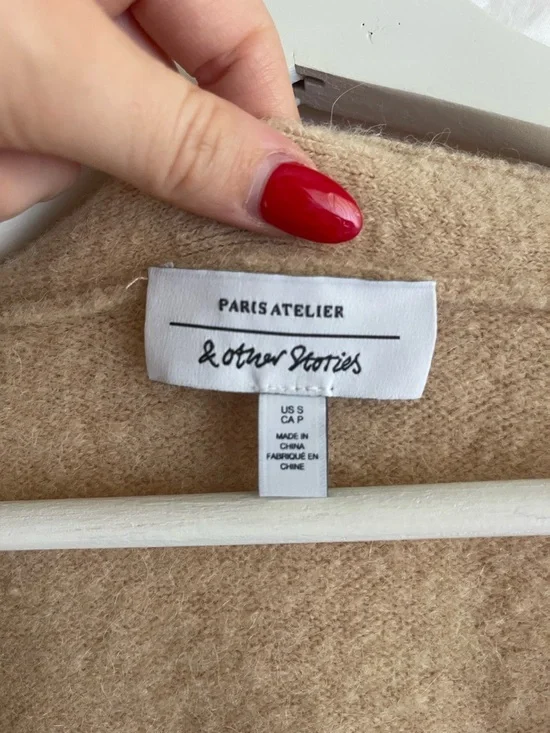 PARIS ATELIER
& other Stories
US S
CA P
MADE IN
CHINA
FABRIQUÉ EN
CHINE